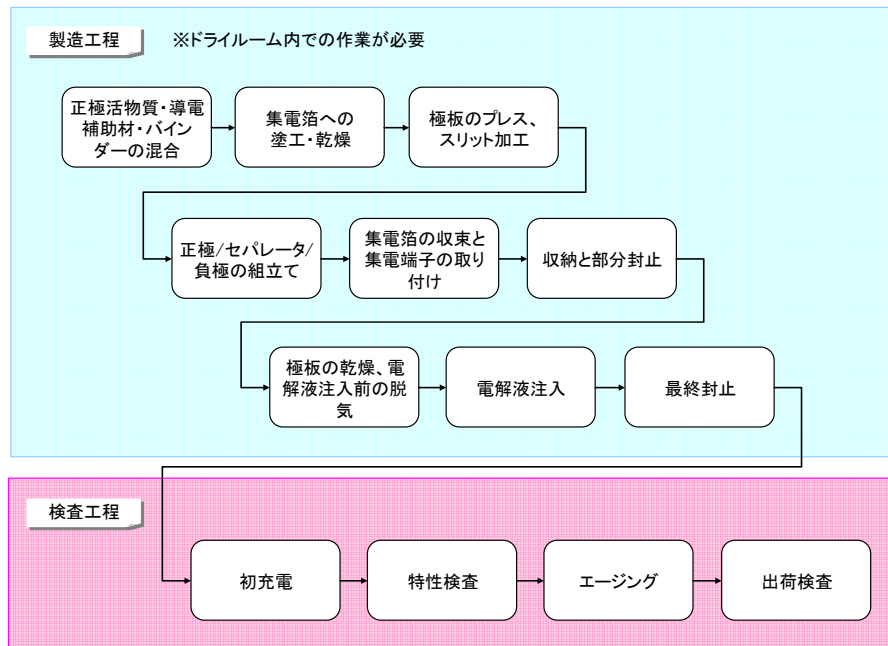 製造工程
※ドライルーム内での作業が必要
正極活物質・導電
補助材・バイン
ダーの混合
集電箔への
塗工・乾燥
極板のプレス、
スリット加工
正極/セパレータ/
負極の組立て
集電箔の収束と
集電端子の取り
付け
収納と部分封止
極板の乾燥、電
解液注入前の脱
気
電解液注入
最終封止
検査工程
初充電
特性検査
エージング
出荷検査